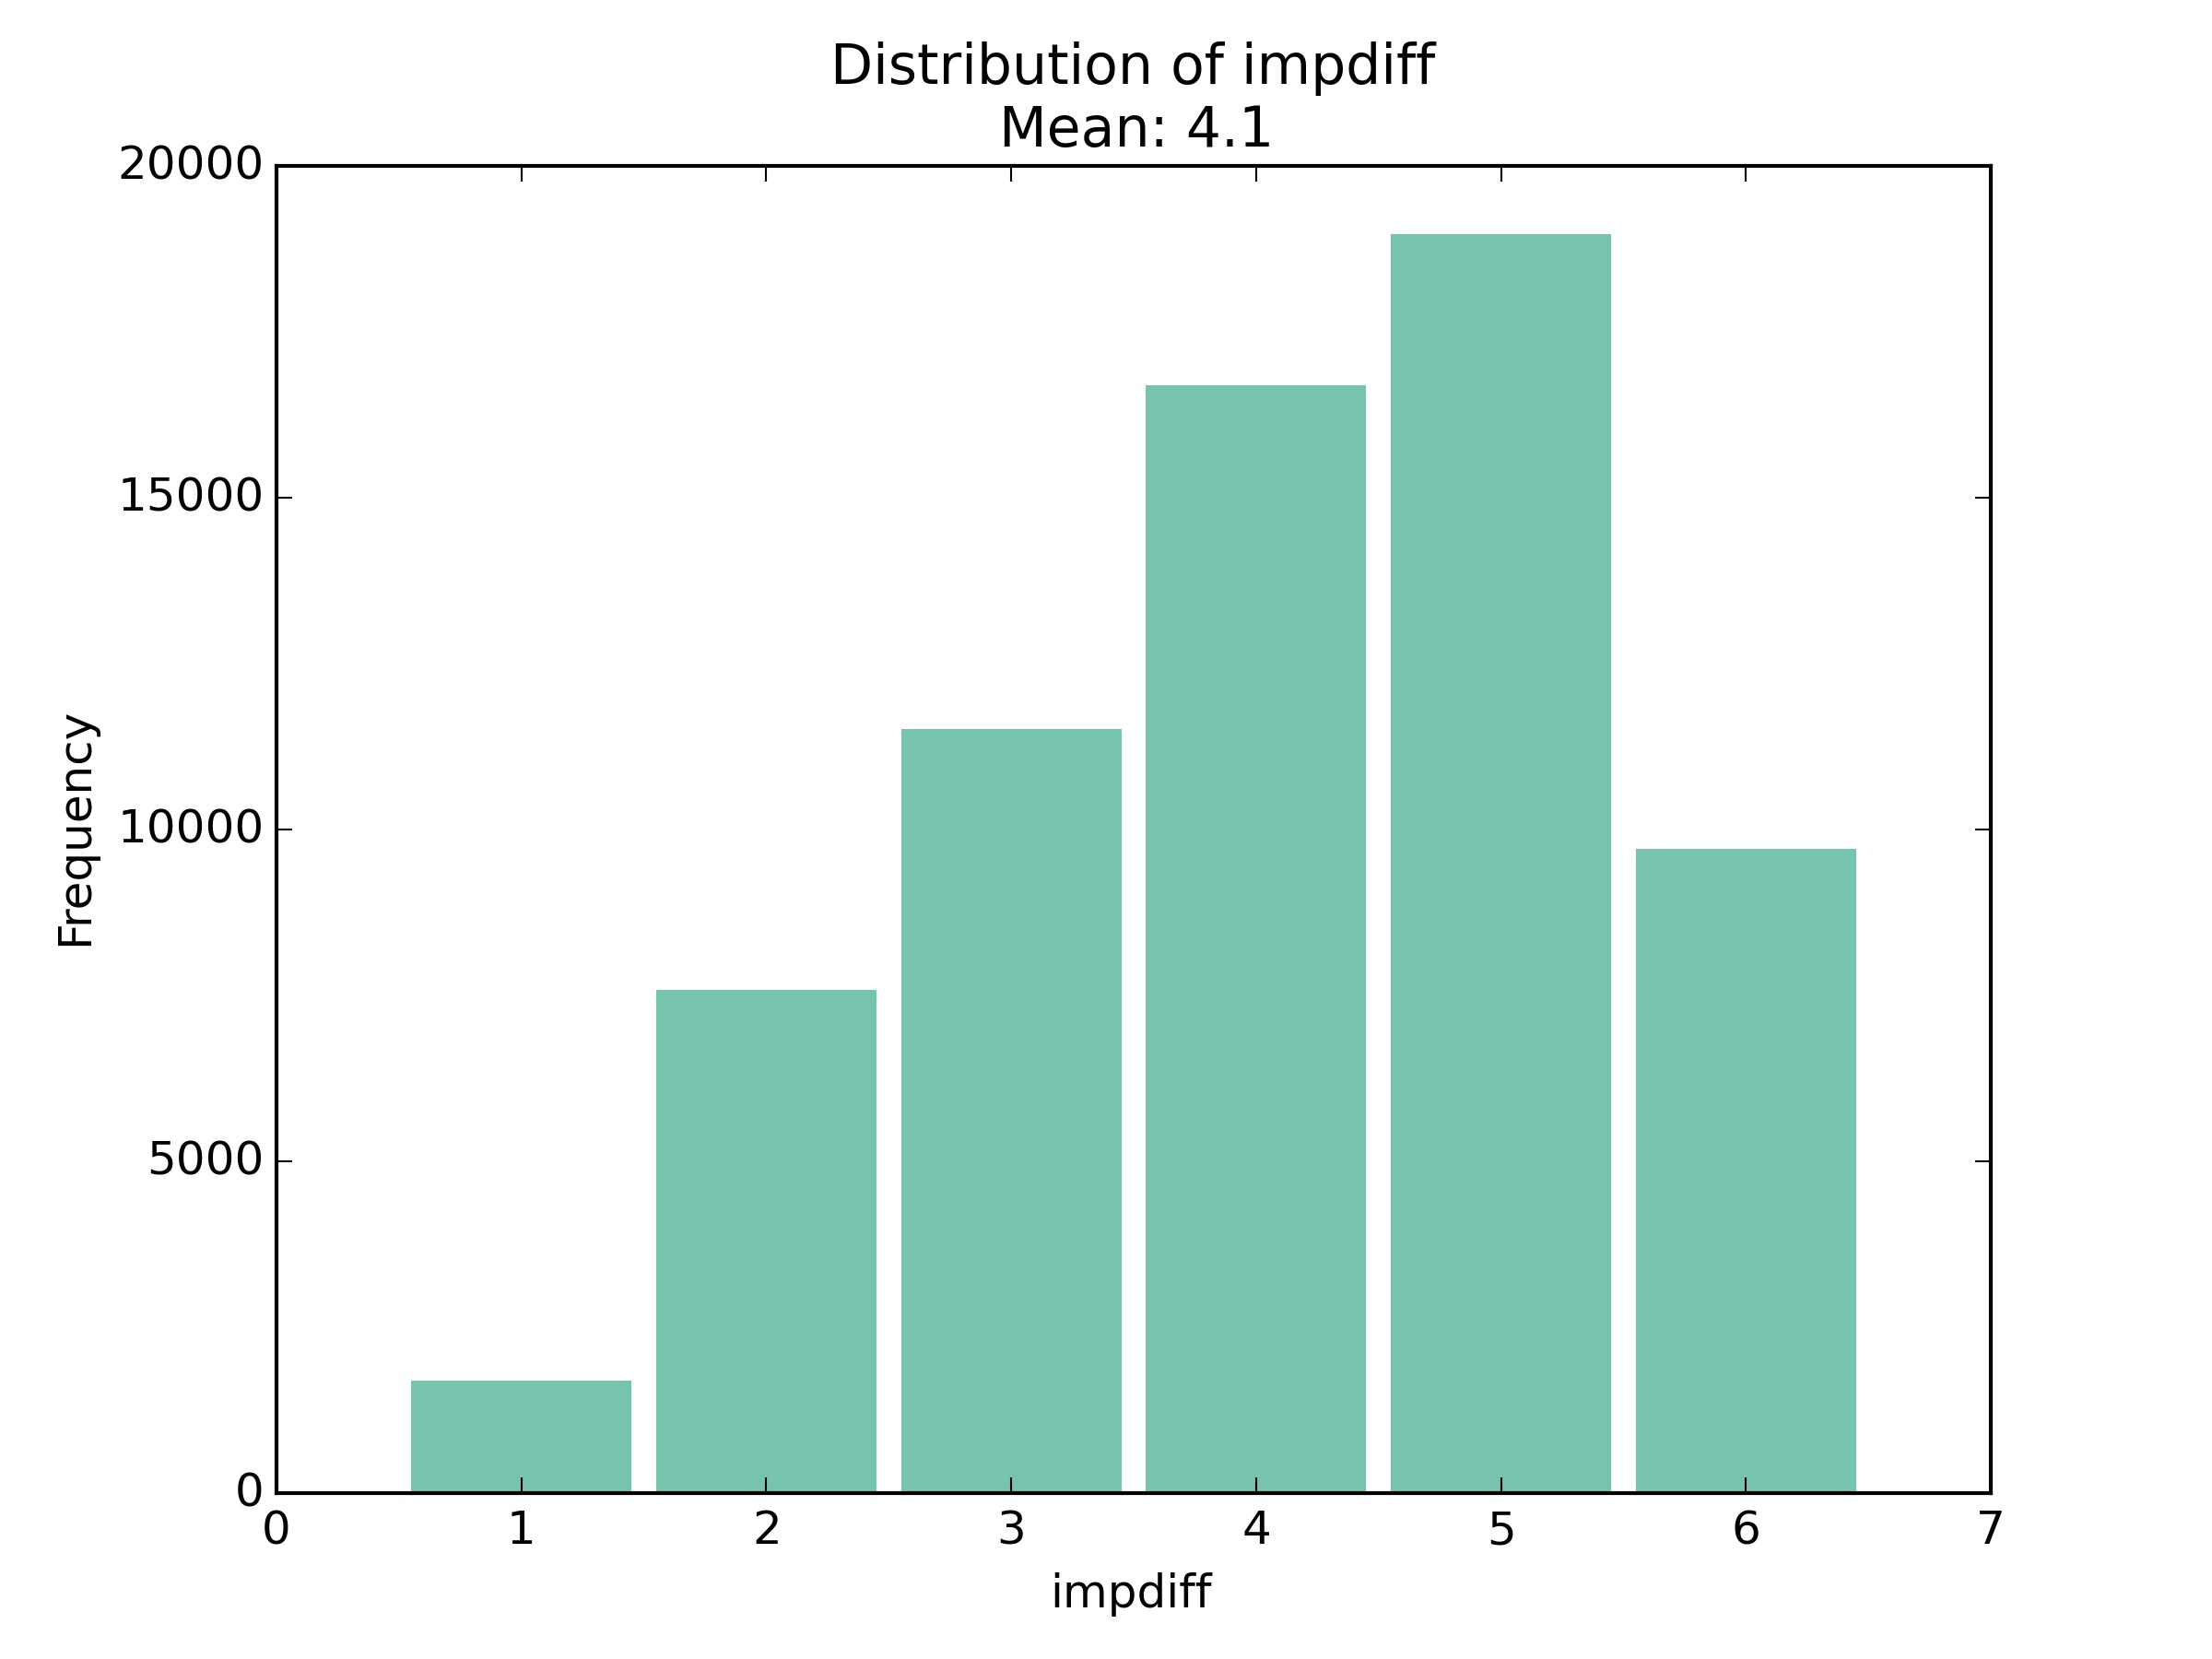 Distribution of impdiff
Mean: 4.1
20000
15000
10000
5000
0
Frequency
0 1 2 3 4 5 6 7
impdiff